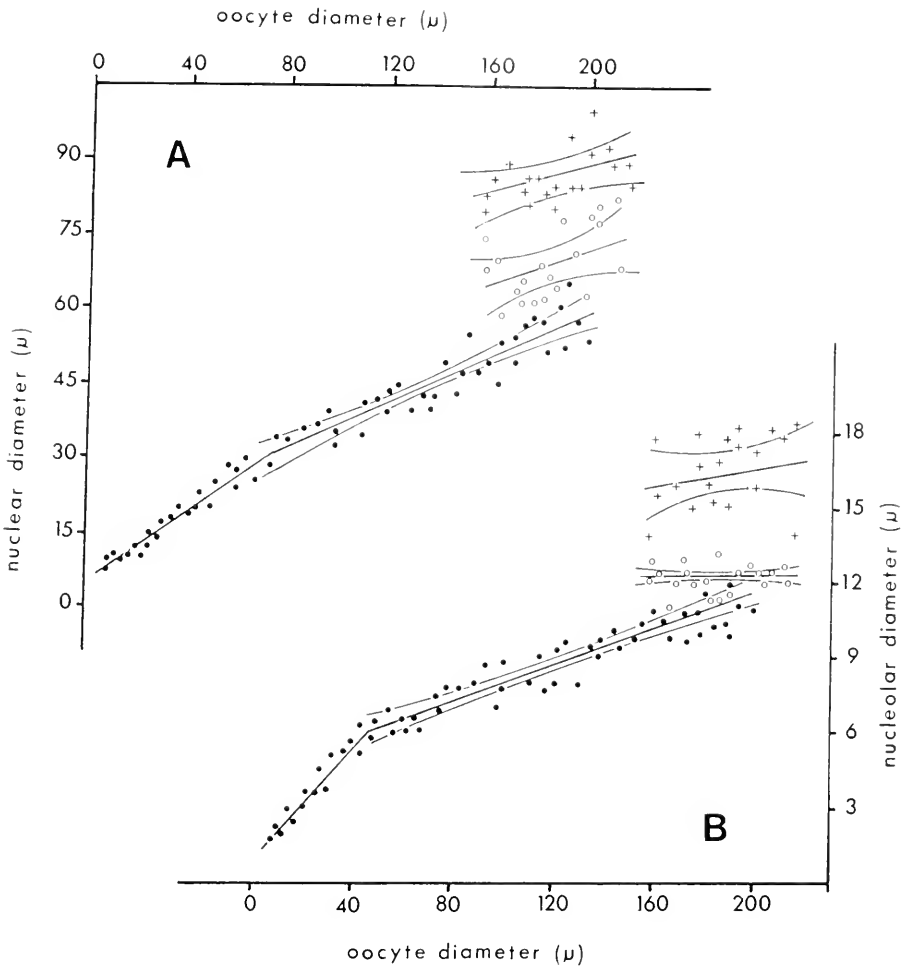 oocyte diameter (μ)
0 40 80 120 160 200
A
90
75
60
45
30
15
0
nuclear diameter (μ)
18
15
12
9
6
3
nucleolar diameter (μ)
B
0 40 80 120 160 200
oocyte diameter (μ)